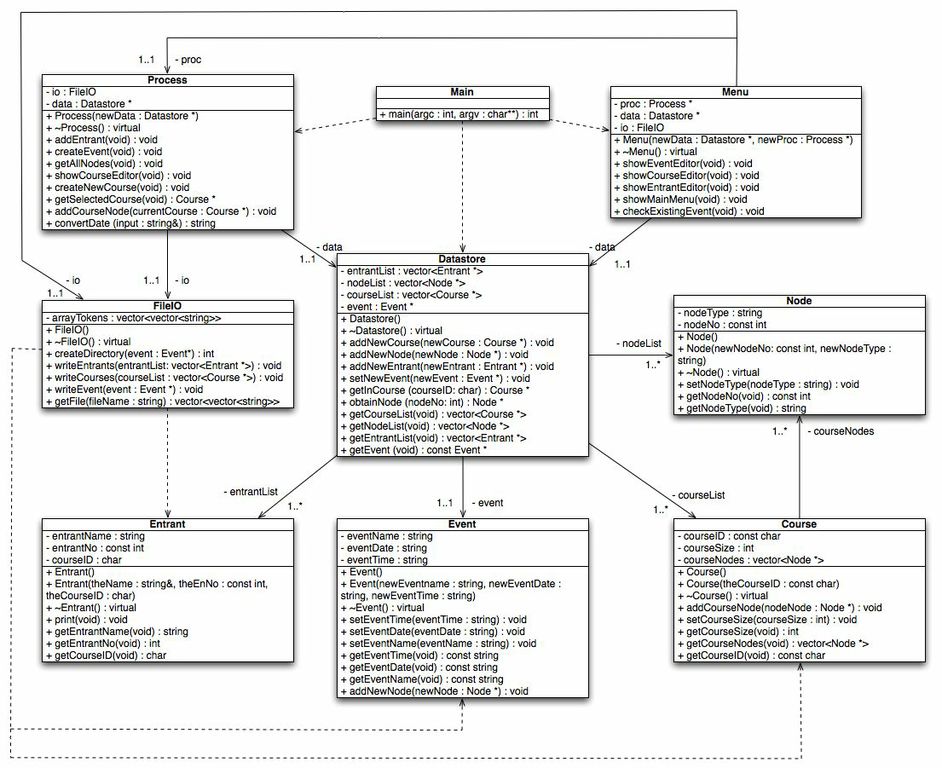 1..1 - proc
Process
- io : FileIO
- data : Datastore *
+ Process(newData : Datastore *)
+ ~Process() : virtual
+ addEntrant(void) : void
+ createEvent(void) : void
+ getAllNodes(void) : void
+ showCourseEditor(void) : void
+ createNewCourse(void) : void
+ getSelectedCourse(void) : Course *
+ addCourseNode(currentCourse : Course *) : void
+ convertDate (input : string&) : string
Main
+ main(argc : int, argv : char**) : int
Menu
- proc : Process *
- data : Datastore *
- io : FileIO
+ Menu(newData : Datastore *, newProc : Process *)
+ ~Menu() : virtual
+ showEventEditor(void) : void
+ showCourseEditor(void) : void
+ showEntrantEditor(void) : void
+ showMainMenu(void) : void
+ checkExistingEvent(void) : void
- data
1..1
- data
1..1
- io
1..1
1..1 - io
FileIO
- arrayTokens : vector<vector<string>>
+ FileIO()
+ ~FileIO() : virtual
+ createDirectory(event : Event*) : int
+ writeEntrants(entrantList: vector<Entrant *>) : void
+ writeCourses(courseList : vector<Course *>) : void
+ writeEvent(event : Event *) : void
+ getFile(fileName : string) : vector<vector<string>>
Datastore
- entrantList : vector<Entrant *>
- nodeList : vector<Node *>
- courseList : vector<Course *>
- event : Event *
+ Datastore()
+ ~Datastore() : virtual
+ addNewCourse(newCourse : Course *) : void
+ addNewNode(newNode : Node *) : void
+ addNewEntrant(newEntrant : Entrant *) : void
+ setNewEvent(newEvent : Event *) : void
+ getInCourse (courseID: char) : Course *
+ obtainNode (nodeNo: int) : Node *
+ getCourseList(void) : vector<Course *>
+ getNodeList(void) : vector<Node *>
+ getEntrantList(void) : vector<Entrant *>
+ getEvent (void) : const Event *
- nodeList
1..*
Node
- nodeType : string
- nodeNo : const int
+ Node()
+ Node(newNodeNo: const int, newNodeType :
string)
+ ~Node() : virtual
+ setNodeType(nodeType : string) : void
+ getNodeNo(void) : const int
+ getNodeType(void) : string
1..* - courseNodes
- entrantList
1..*
1..1 - event
- courseList
1..*
Entrant
- entrantName : string
- entrantNo : const int
- courseID : char
+ Entrant()
+ Entrant(theName : string&, theEnNo : const int,
theCourseID : char)
+ ~Entrant() : virtual
+ print(void) : void
+ getEntrantName(void) : string
+ getEntrantNo(void) : int
+ getCourseID(void) : char
Event
- eventName : string
- eventDate : string
- eventTime : string
+ Event()
+ Event(newEventname : string, newEventDate :
string, newEventTime : string)
+ ~Event() : virtual
+ setEventTime(eventTime : string) : void
+ setEventDate(eventDate : string) : void
+ setEventName(eventName : string) : void
+ getEventTime(void) : const string
+ getEventDate(void) : const string
+ getEventName(void) : const string
+ addNewNode(newNode : Node *) : void
Course
- courseID : const char
- courseSize : int
- courseNodes : vector<Node *>
+ Course()
+ Course(theCourseID : const char)
+ ~Course() : virtual
+ addCourseNode(nodeNode : Node *) : void
+ setCourseSize(courseSize : int) : void
+ getCourseSize(void) : int
+ getCourseNodes(void) : vector<Node *>
+ getCourseID(void) : const char